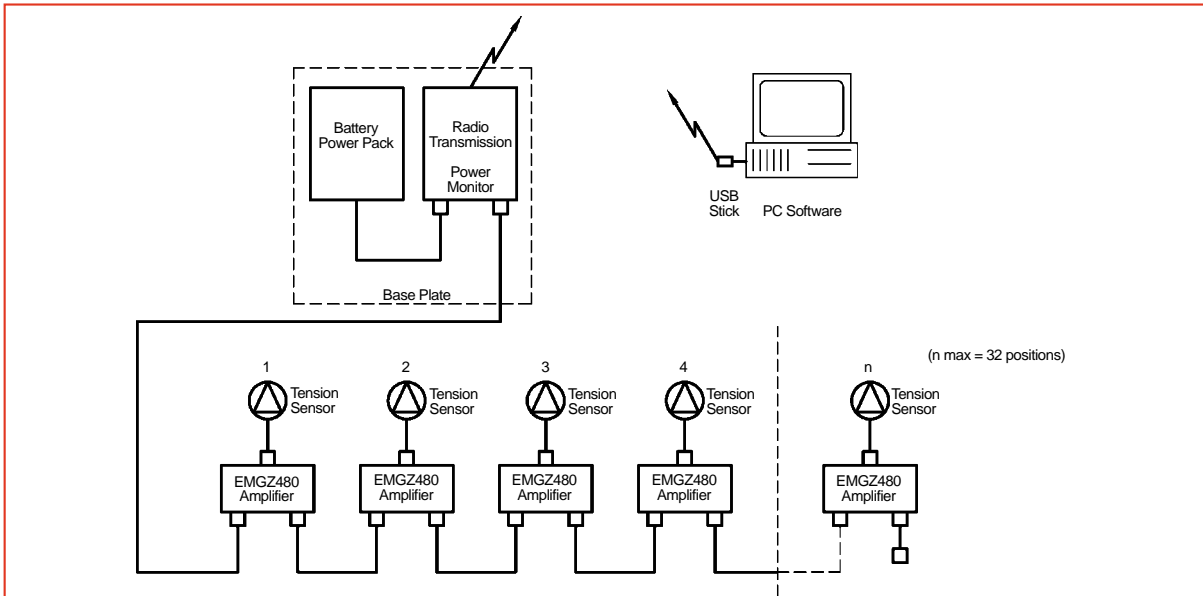 Battery
Power Pack
Radio
Transmission
Power
Monitor
Base Plate
USB
Stick
PC Software
(n max = 32 positions)
1
Tension
Sensor
2
Tension
Sensor
3
Tension
Sensor
4
Tension
Sensor
n
Tension
Sensor
EMGZ480
Amplifier
EMGZ480
Amplifier
EMGZ480
Amplifier
EMGZ480
Amplifier
EMGZ480
Amplifier